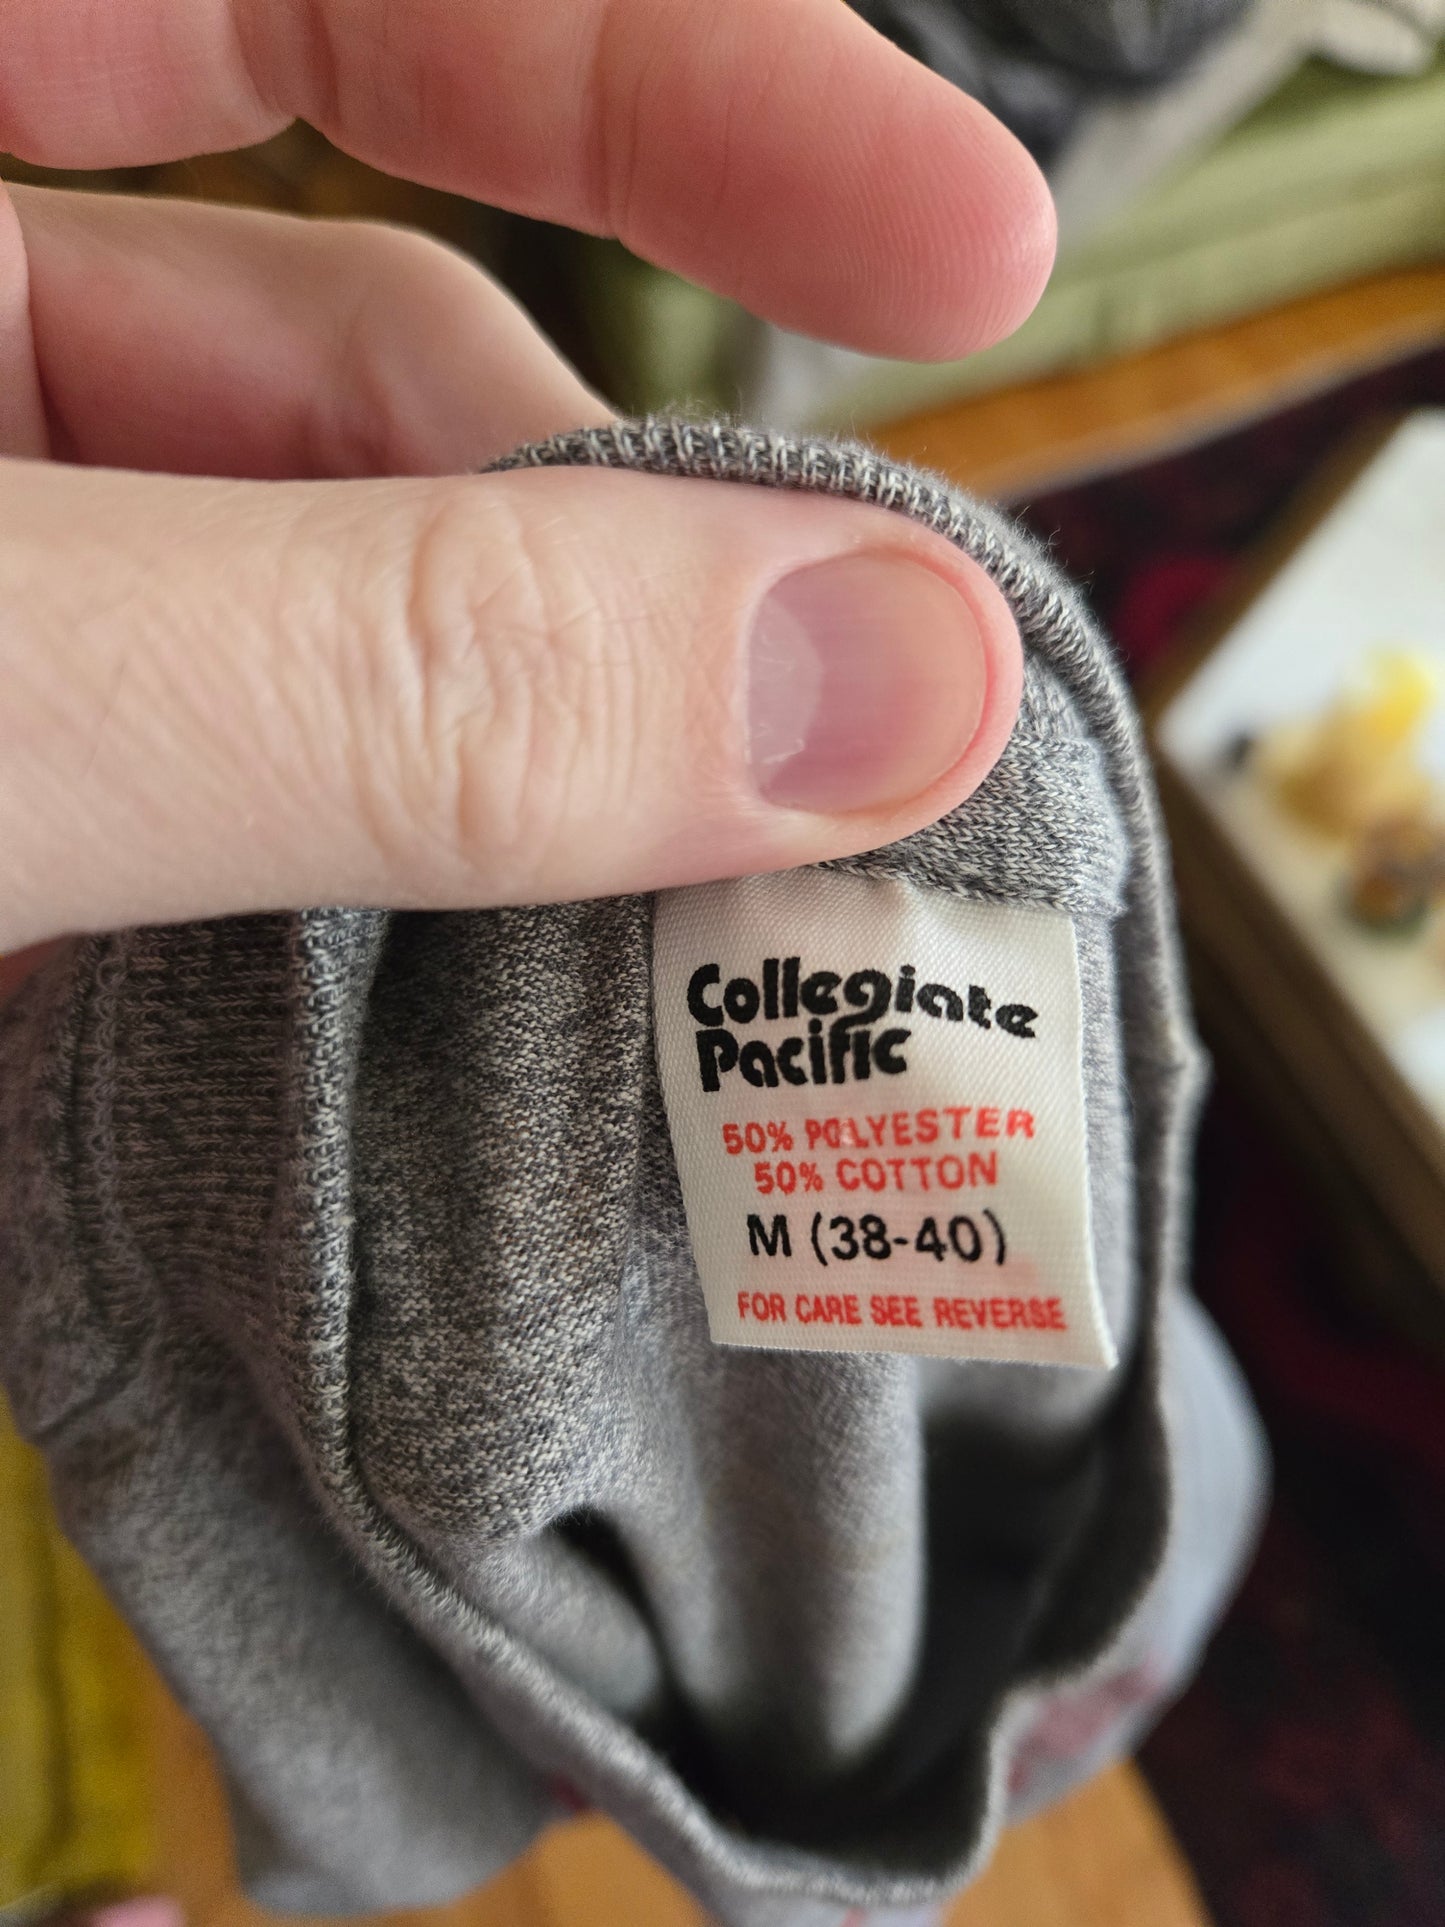 Collegiate
Pacific
50% POLYESTER
50% COTTON
M (38-40)
FOR CARE SEE REVERSE